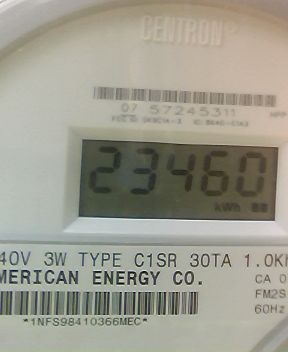 CENTRON®
07 57245311
23460
kWh
40V 3W TYPE C1SR 30TA 1.0K
MERICAN ENERGY CO. CA 0
FM2S
60Hz
*1NFS98410366MEC*